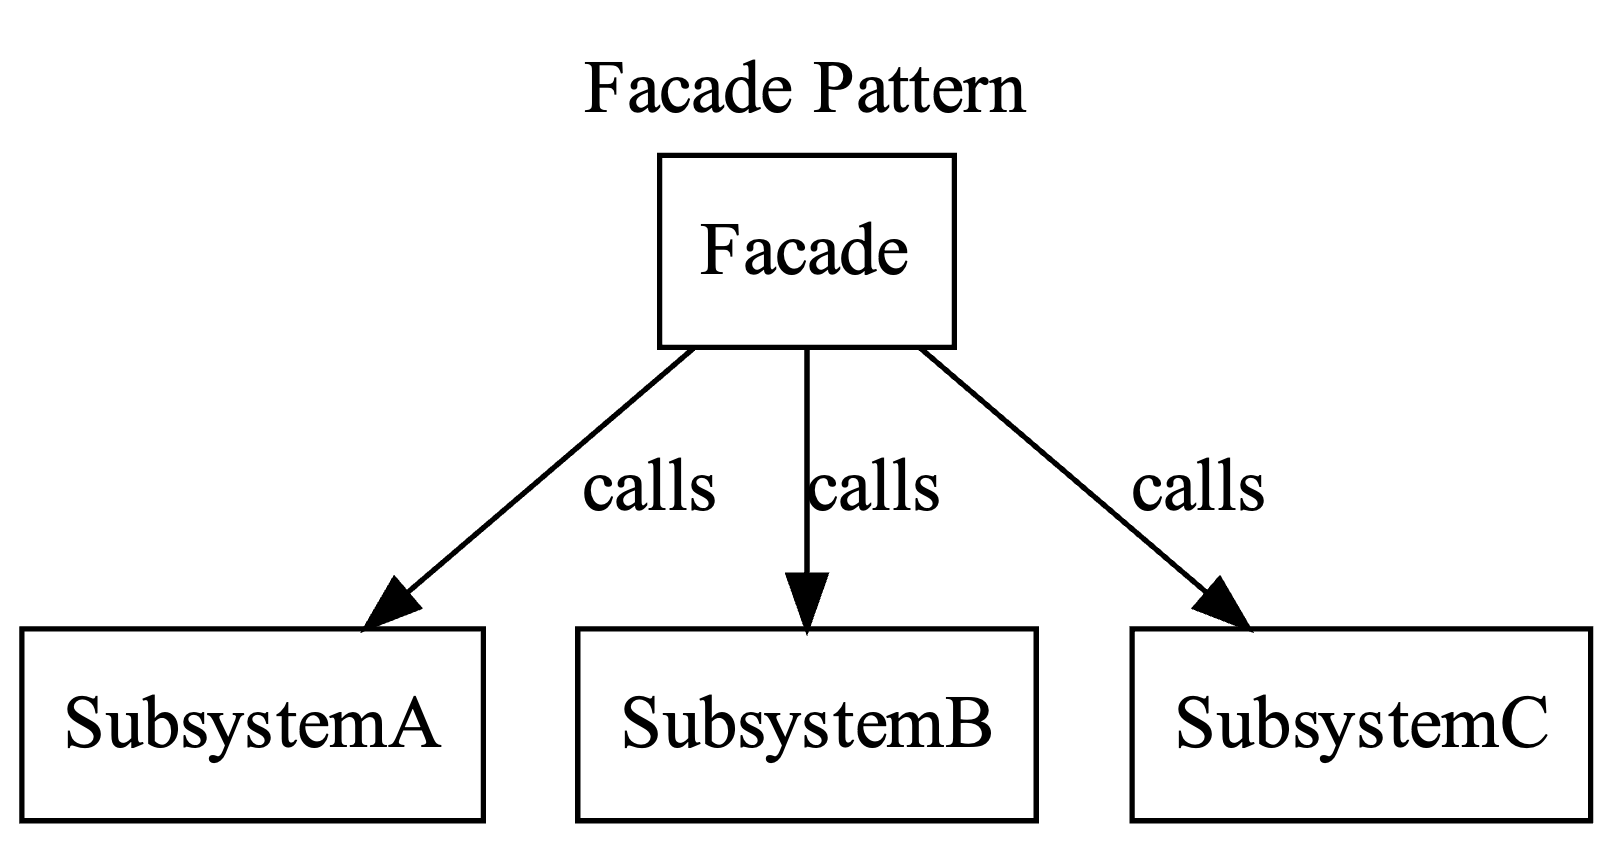 Facade Pattern
Facade
calls
calls
calls
SubsystemA
SubsystemB
SubsystemC